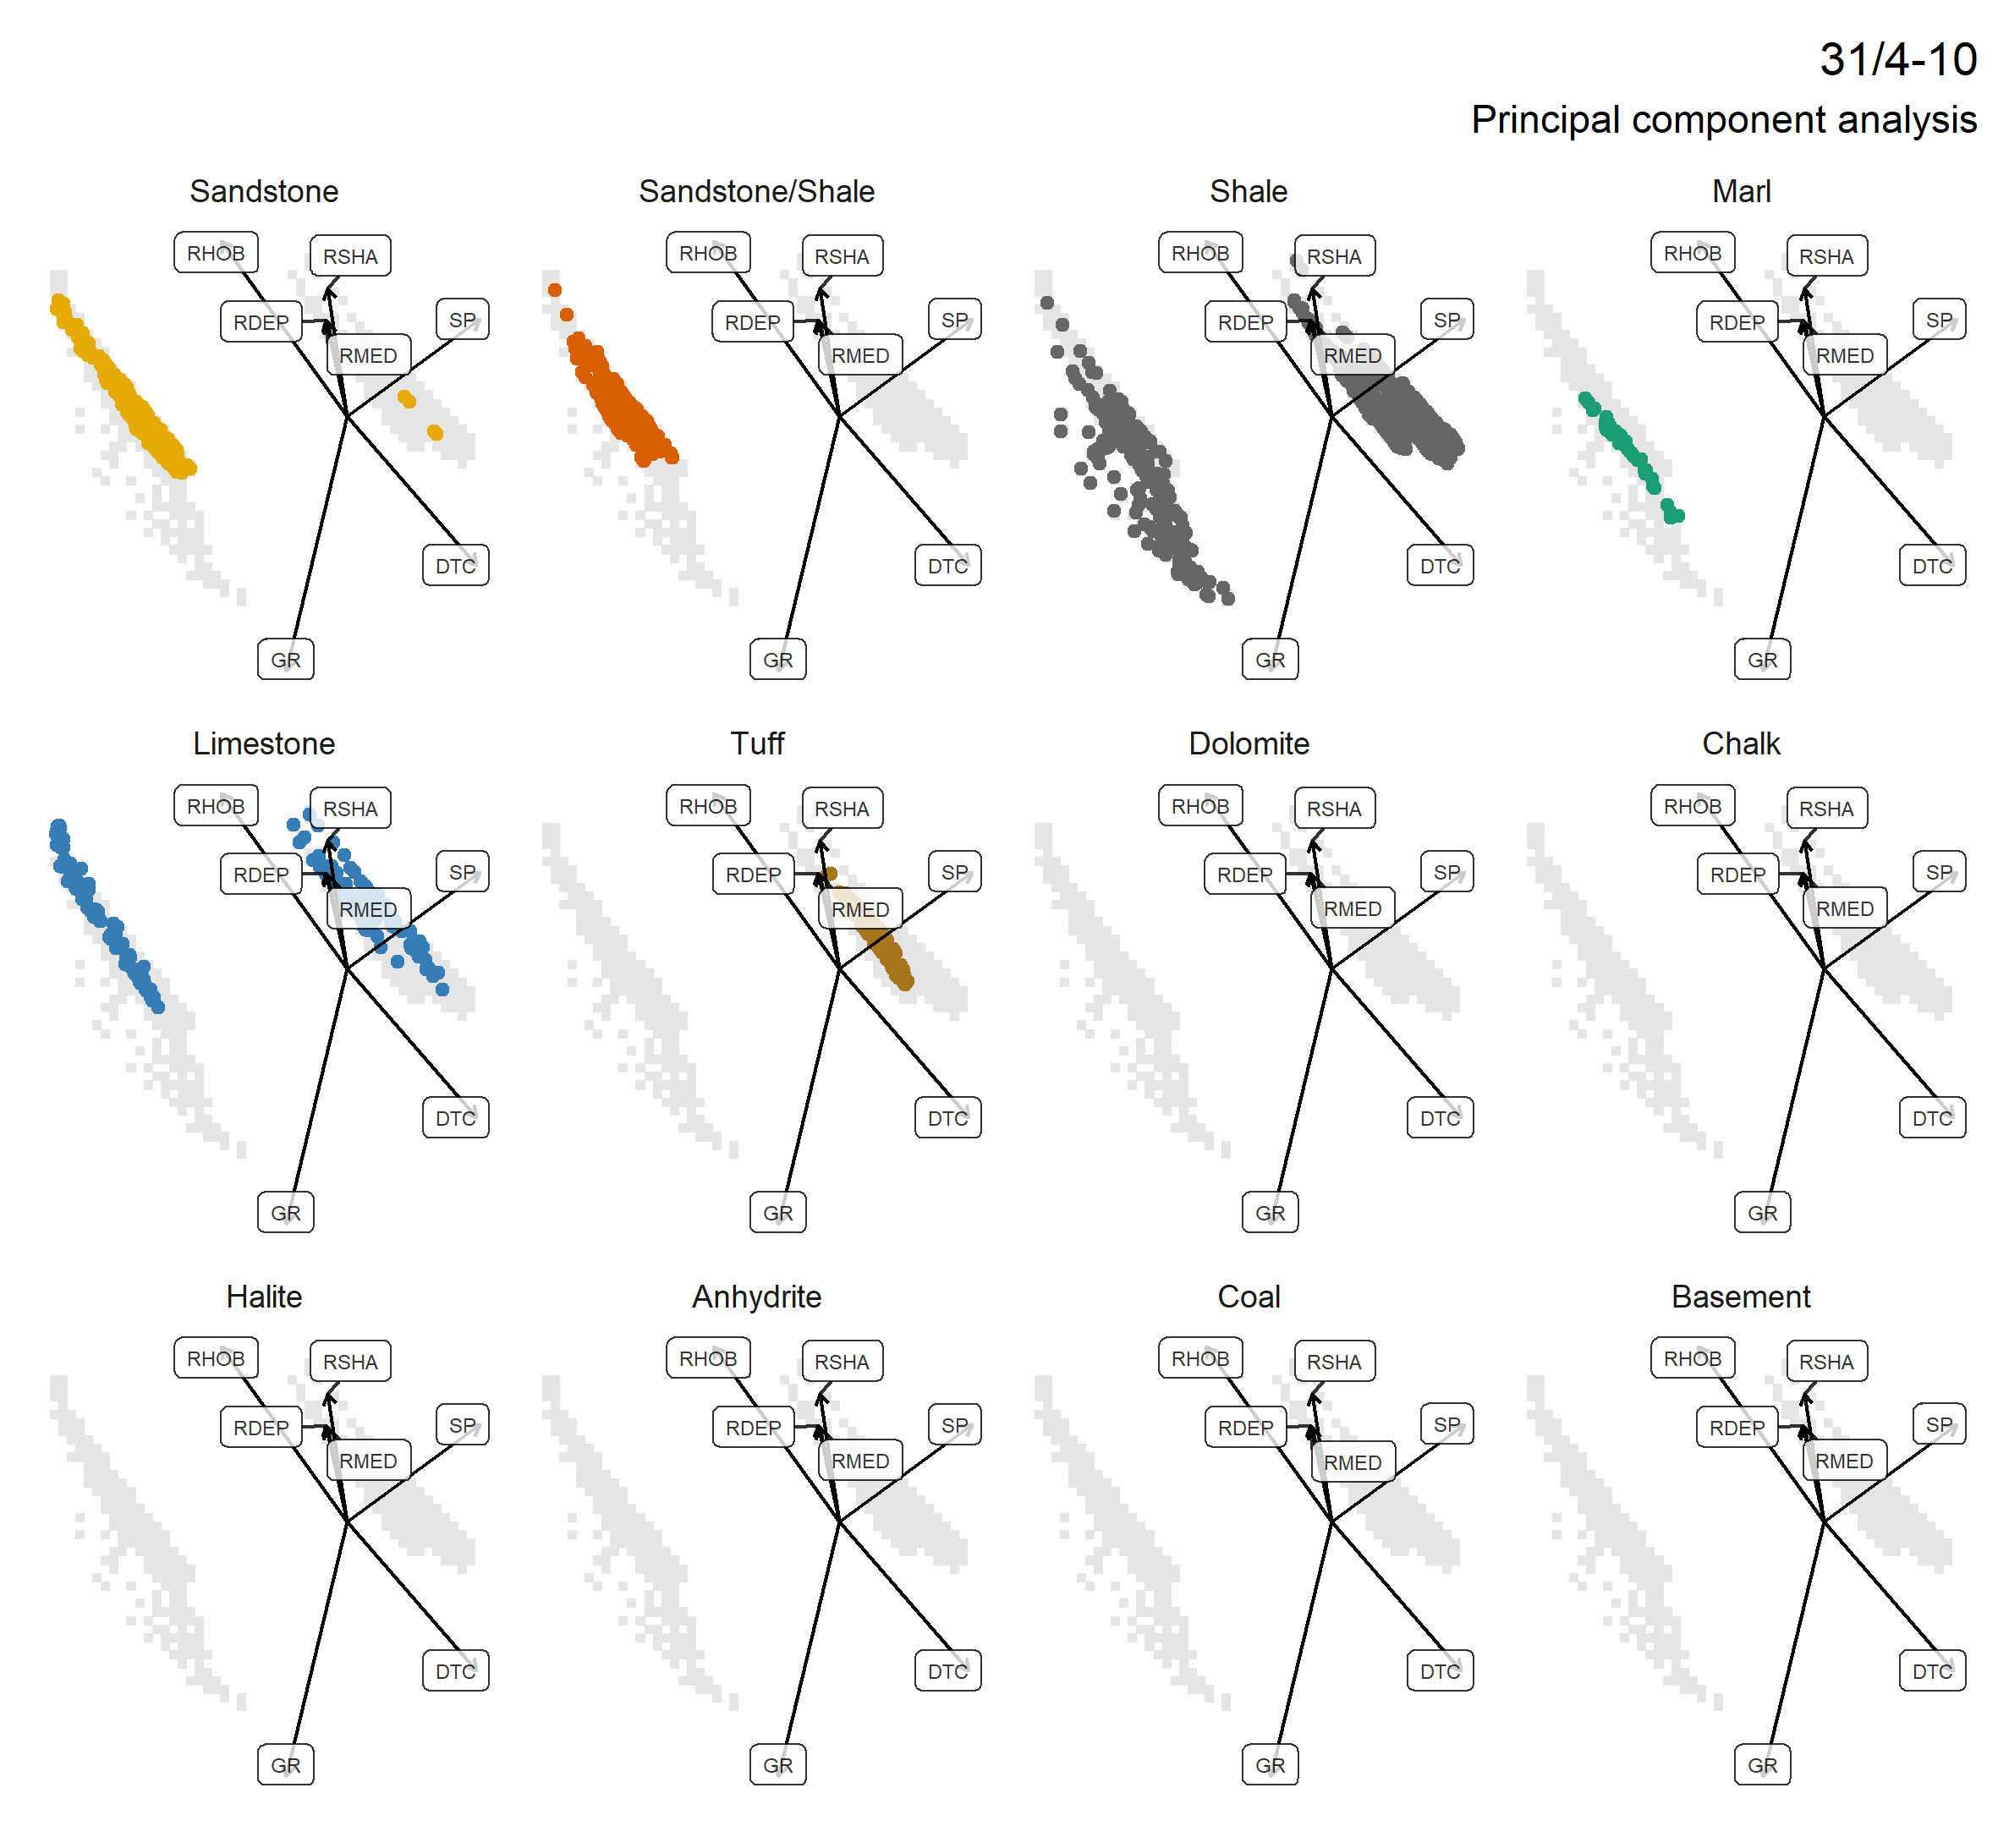 31/4-10
Principal component analysis
Sandstone
Sandstone/Shale
Shale
Marl
RHOB
RSHA
RDEP
SP
RMED
DTC
GR
RHOB
RSHA
RDEP
SP
RMED
DTC
GR
RHOB
RSHA
RDEP
SP
RMED
DTC
GR
RHOB
RSHA
RDEP
SP
RMED
DTC
GR
Limestone
Tuff
Dolomite
Chalk
RHOB
RSHA
RDEP
SP
RMED
DTC
GR
RHOB
RSHA
RDEP
SP
RMED
DTC
GR
RHOB
RSHA
RDEP
SP
RMED
DTC
GR
RHOB
RSHA
RDEP
SP
RMED
DTC
GR
Halite
Anhydrite
Coal
Basement
RHOB
RSHA
RDEP
SP
RMED
DTC
GR
RHOB
RSHA
RDEP
SP
RMED
DTC
GR
RHOB
RSHA
RDEP
SP
RMED
DTC
GR
RHOB
RSHA
RDEP
SP
RMED
DTC
GR